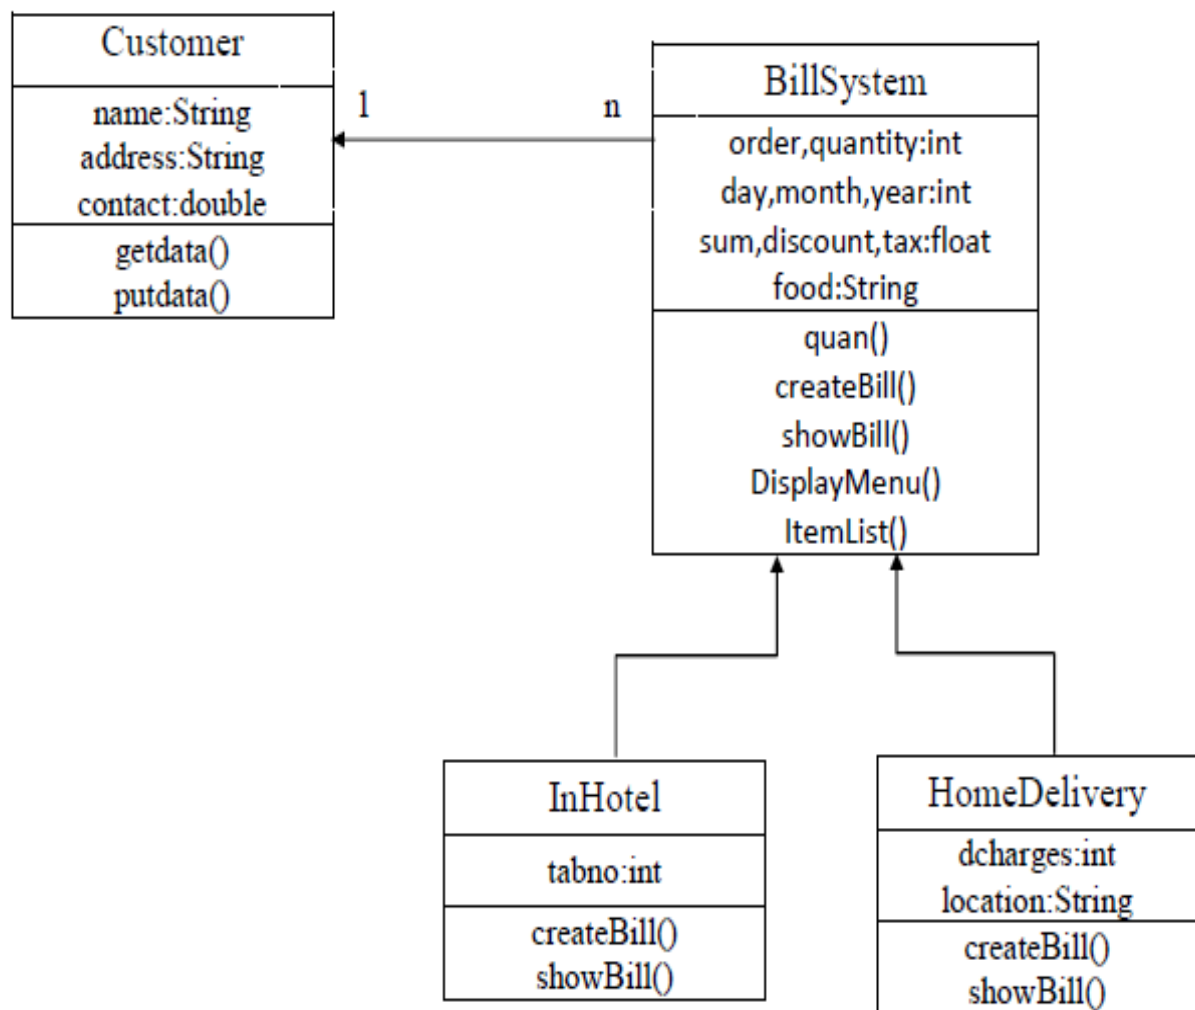 Customer
name:String
address:String
contact:double
getdata()
putdata()
1
n
BillSystem
order,quantity:int
day,month,year:int
sum,discount,tax:float
food:String
quan()
createBill()
showBill()
DisplayMenu()
ItemList()
InHotel
tabno:int
createBill()
showBill()
HomeDelivery
dcharges:int
location:String
createBill()
showBill()